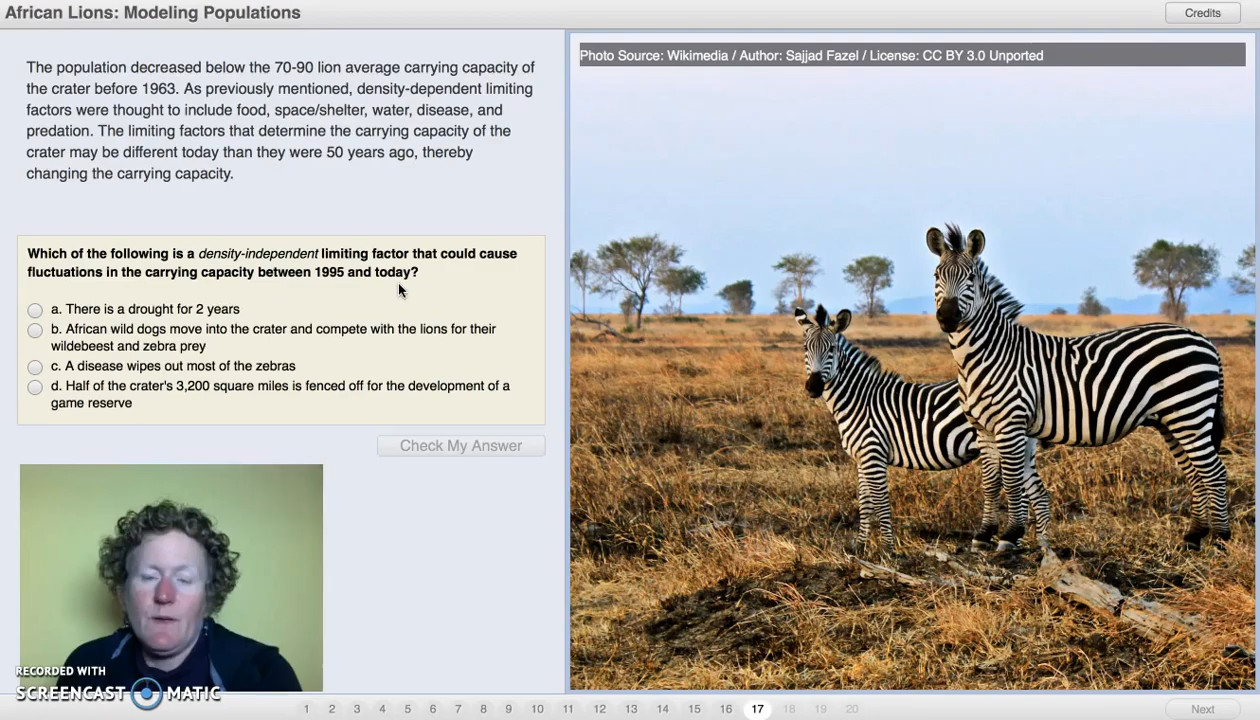 African Lions: Modeling Populations
Credits
The population decreased below the 70-90 lion average carrying capacity of
the crater before 1963. As previously mentioned, density-dependent limiting
factors were thought to include food, space/shelter, water, disease, and
predation. The limiting factors that determine the carrying capacity of the
crater may be different today than they were 50 years ago, thereby
changing the carrying capacity.
Which of the following is a density-independent limiting factor that could cause
fluctuations in the carrying capacity between 1995 and today?
a. There is a drought for 2 years
b. African wild dogs move into the crater and compete with the lions for their
wildebeest and zebra prey
c. A disease wipes out most of the zebras
d. Half of the crater's 3,200 square miles is fenced off for the development of a
game reserve
Check My Answer
Photo Source: Wikimedia / Author: Sajjad Fazel / License: CC BY 3.0 Unported
RECORDED WITH
SCREENCAST MATIC
1 2 3 4 5 6 7 8 9 10 11 12 13 14 15 16 17 18 19 20
Next